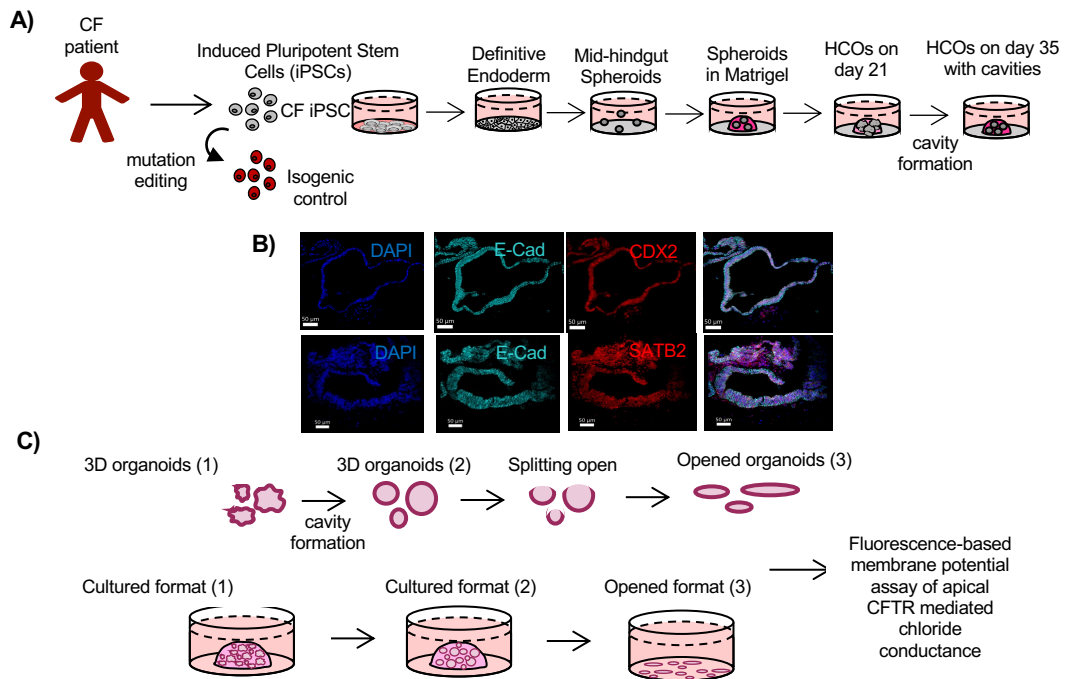 A)
CF
patient
Induced Pluripotent Stem
Cells (iPSCs)
CF iPSC
mutation
editing
Isogenic
control
Definitive
Endoderm
Mid-hindgut
Spheroids
Spheroids
in Matrigel
HCOs on
day 21
HCOs on day 35
with cavities
cavity
formation
B)
DAPI
E-Cad
CDX2
50 μm
50 μm
50 μm
50 μm
DAPI
E-Cad
SATB2
50 μm
50 μm
50 μm
50 μm
C)
3D organoids (1)
3D organoids (2)
Splitting open
Opened organoids (3)
cavity
formation
Cultured format (1)
Cultured format (2)
Opened format (3)
Fluorescence-based
membrane potential
assay of apical
CFTR mediated
chloride
conductance